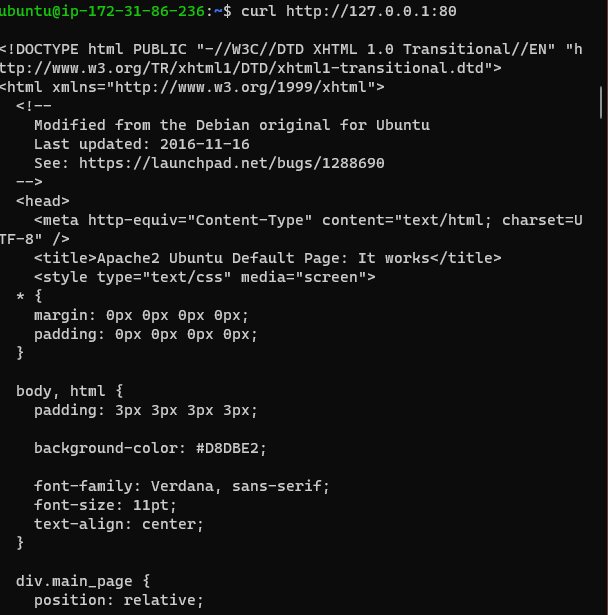 ubuntu@ip-172-31-86-236:~$ curl http://127.0.0.1:80
<!DOCTYPE html PUBLIC "-//W3C//DTD XHTML 1.0 Transitional//EN" "h
ttp://www.w3.org/TR/xhtml1/DTD/xhtml1-transitional.dtd">
<html xmlns="http://www.w3.org/1999/xhtml">
  <!--
    Modified from the Debian original for Ubuntu
    Last updated: 2016-11-16
    See: https://launchpad.net/bugs/1288690
  -->
  <head>
    <meta http-equiv="Content-Type" content="text/html; charset=U
TF-8" />
    <title>Apache2 Ubuntu Default Page: It works</title>
    <style type="text/css" media="screen">
  * {
    margin: 0px 0px 0px 0px;
    padding: 0px 0px 0px 0px;
  }
  body, html {
    padding: 3px 3px 3px 3px;
    background-color: #D8DBE2;
    font-family: Verdana, sans-serif;
    font-size: 11pt;
    text-align: center;
  }
  div.main_page {
    position: relative;